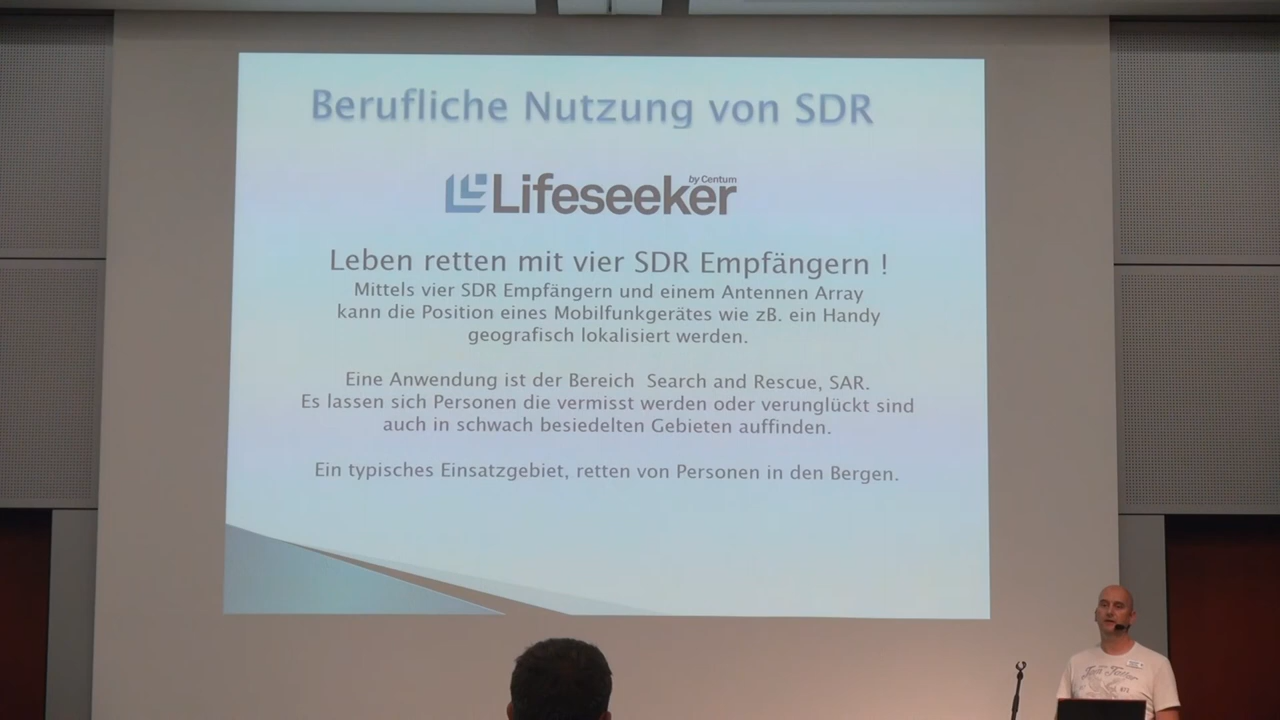 Berufliche Nutzung von SDR
by Centum
Lifeseeker
Leben retten mit vier SDR Empfängern !
Mittels vier SDR Empfängern und einem Antennen Array
kann die Position eines Mobilfunkgerätes wie zB. ein Handy
geografisch lokalisiert werden.
Eine Anwendung ist der Bereich Search and Rescue, SAR.
Es lassen sich Personen die vermisst werden oder verunglückt sind
auch in schwach besiedelten Gebieten auffinden.
Ein typisches Einsatzgebiet, retten von Personen in den Bergen.